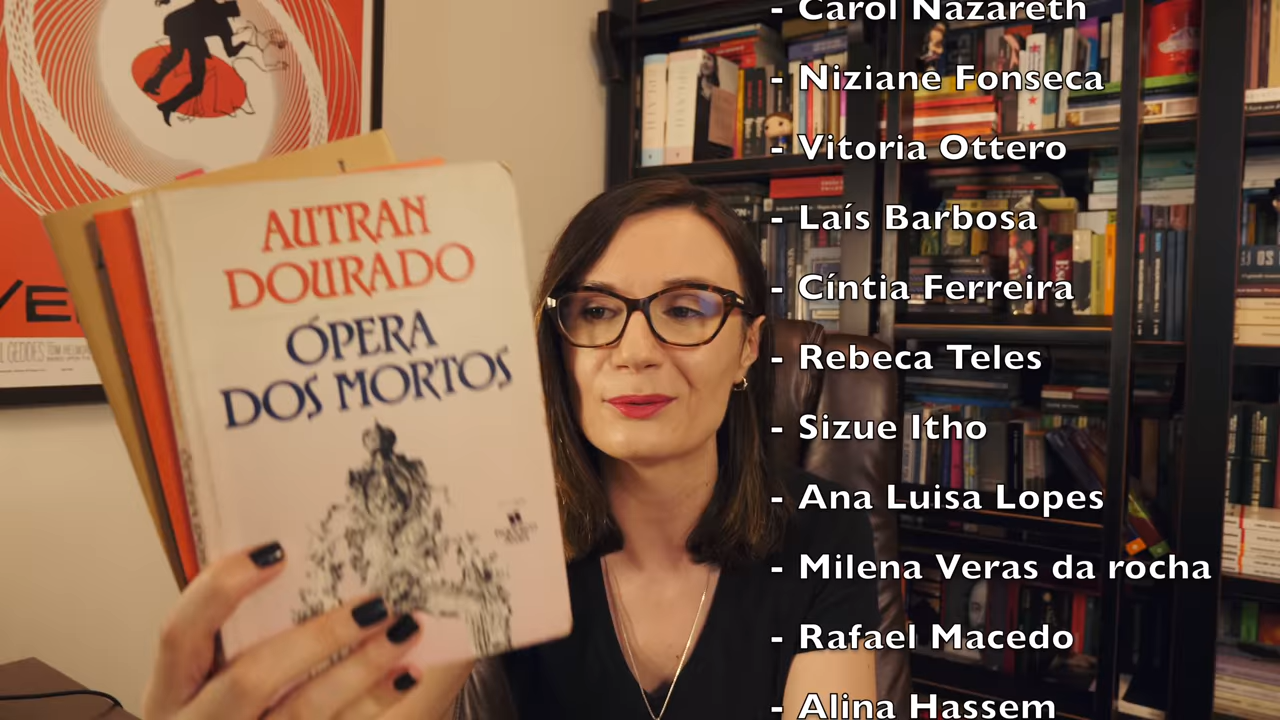 AUTRAN
DOURADO
ÓPERA
DOS MORTOS
- Carol Nazareth
- Niziane Fonseca
- Vitoria Ottero
- Laís Barbosa
- Cíntia Ferreira
- Rebeca Teles
- Sizue Itho
- Ana Luisa Lopes
- Milena Veras da rocha
- Rafael Macedo
- Alina Hassem